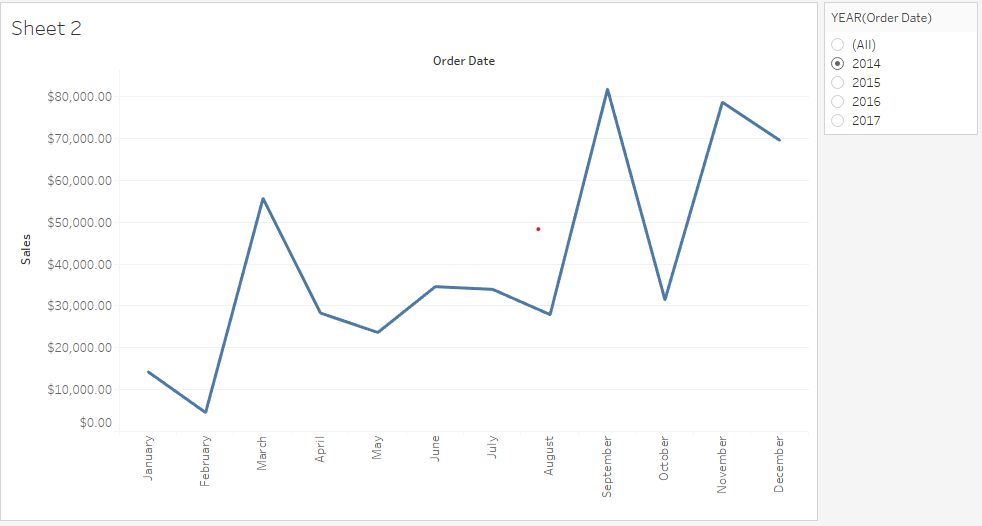 Sheet 2
Order Date
Sales
$80,000.00
$70,000.00
$60,000.00
$50,000.00
$40,000.00
$30,000.00
$20,000.00
$10,000.00
$0.00
January
February
March
April
May
June
July
August
September
October
November
December
YEAR(Order Date)
(All)
2014
2015
2016
2017